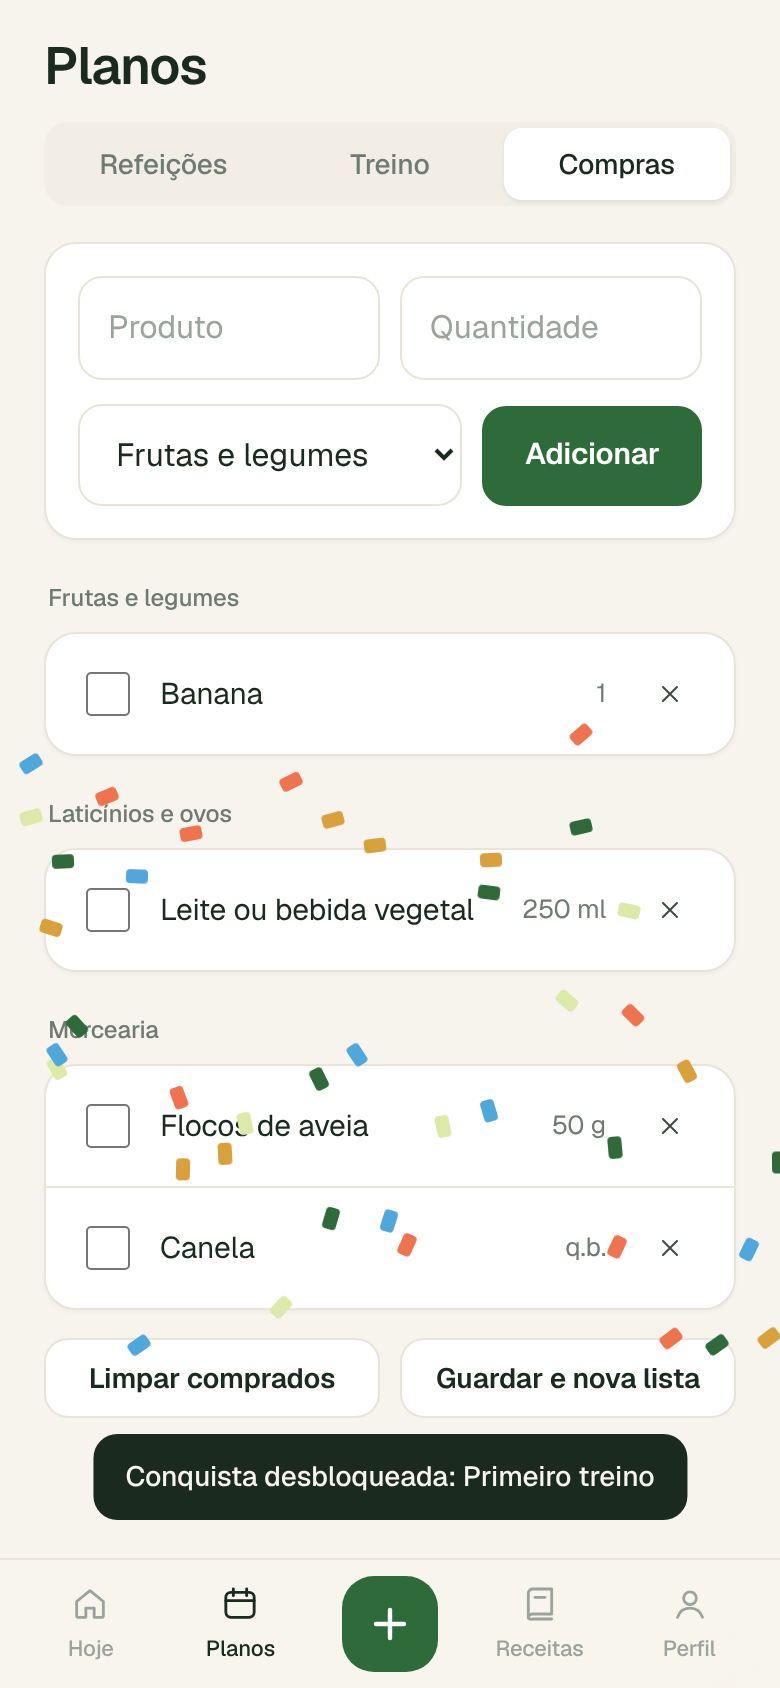 Planos
Refeições Treino Compras
Produto Quantidade
Frutas e legumes Adicionar
Frutas e legumes
Banana 1
Laticínios e ovos
Leite ou bebida vegetal 250 ml
Mercearia
Flocos de aveia 50 g
Canela q.b.
Limpar comprados Guardar e nova lista
Conquista desbloqueada: Primeiro treino
Hoje Planos Receitas Perfil